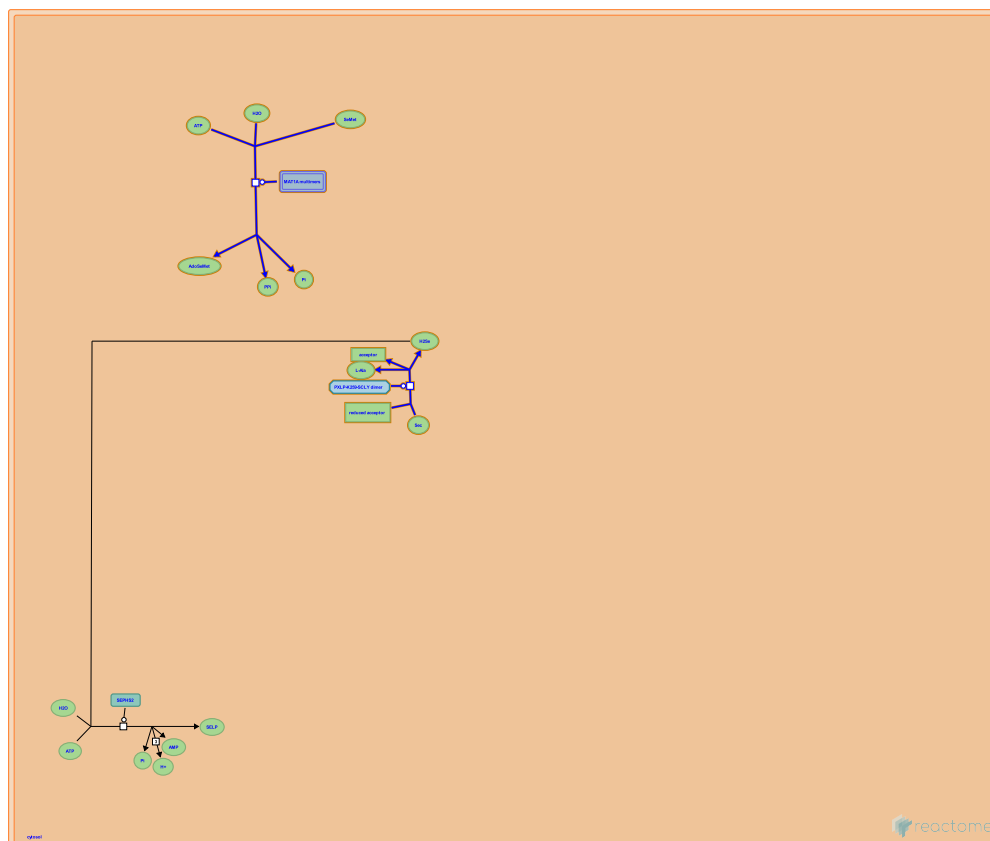 H2O
SeMet
ATP
MAT1A multimers
AdoSeMet
Pi
PPi
H2Se
acceptor
L-Ala
PXLP-K259-SCLY dimer
reduced acceptor
Sec
SEPHS2
H2O
SELP
2
AMP
ATP
Pi
H+
cytosol
reactome